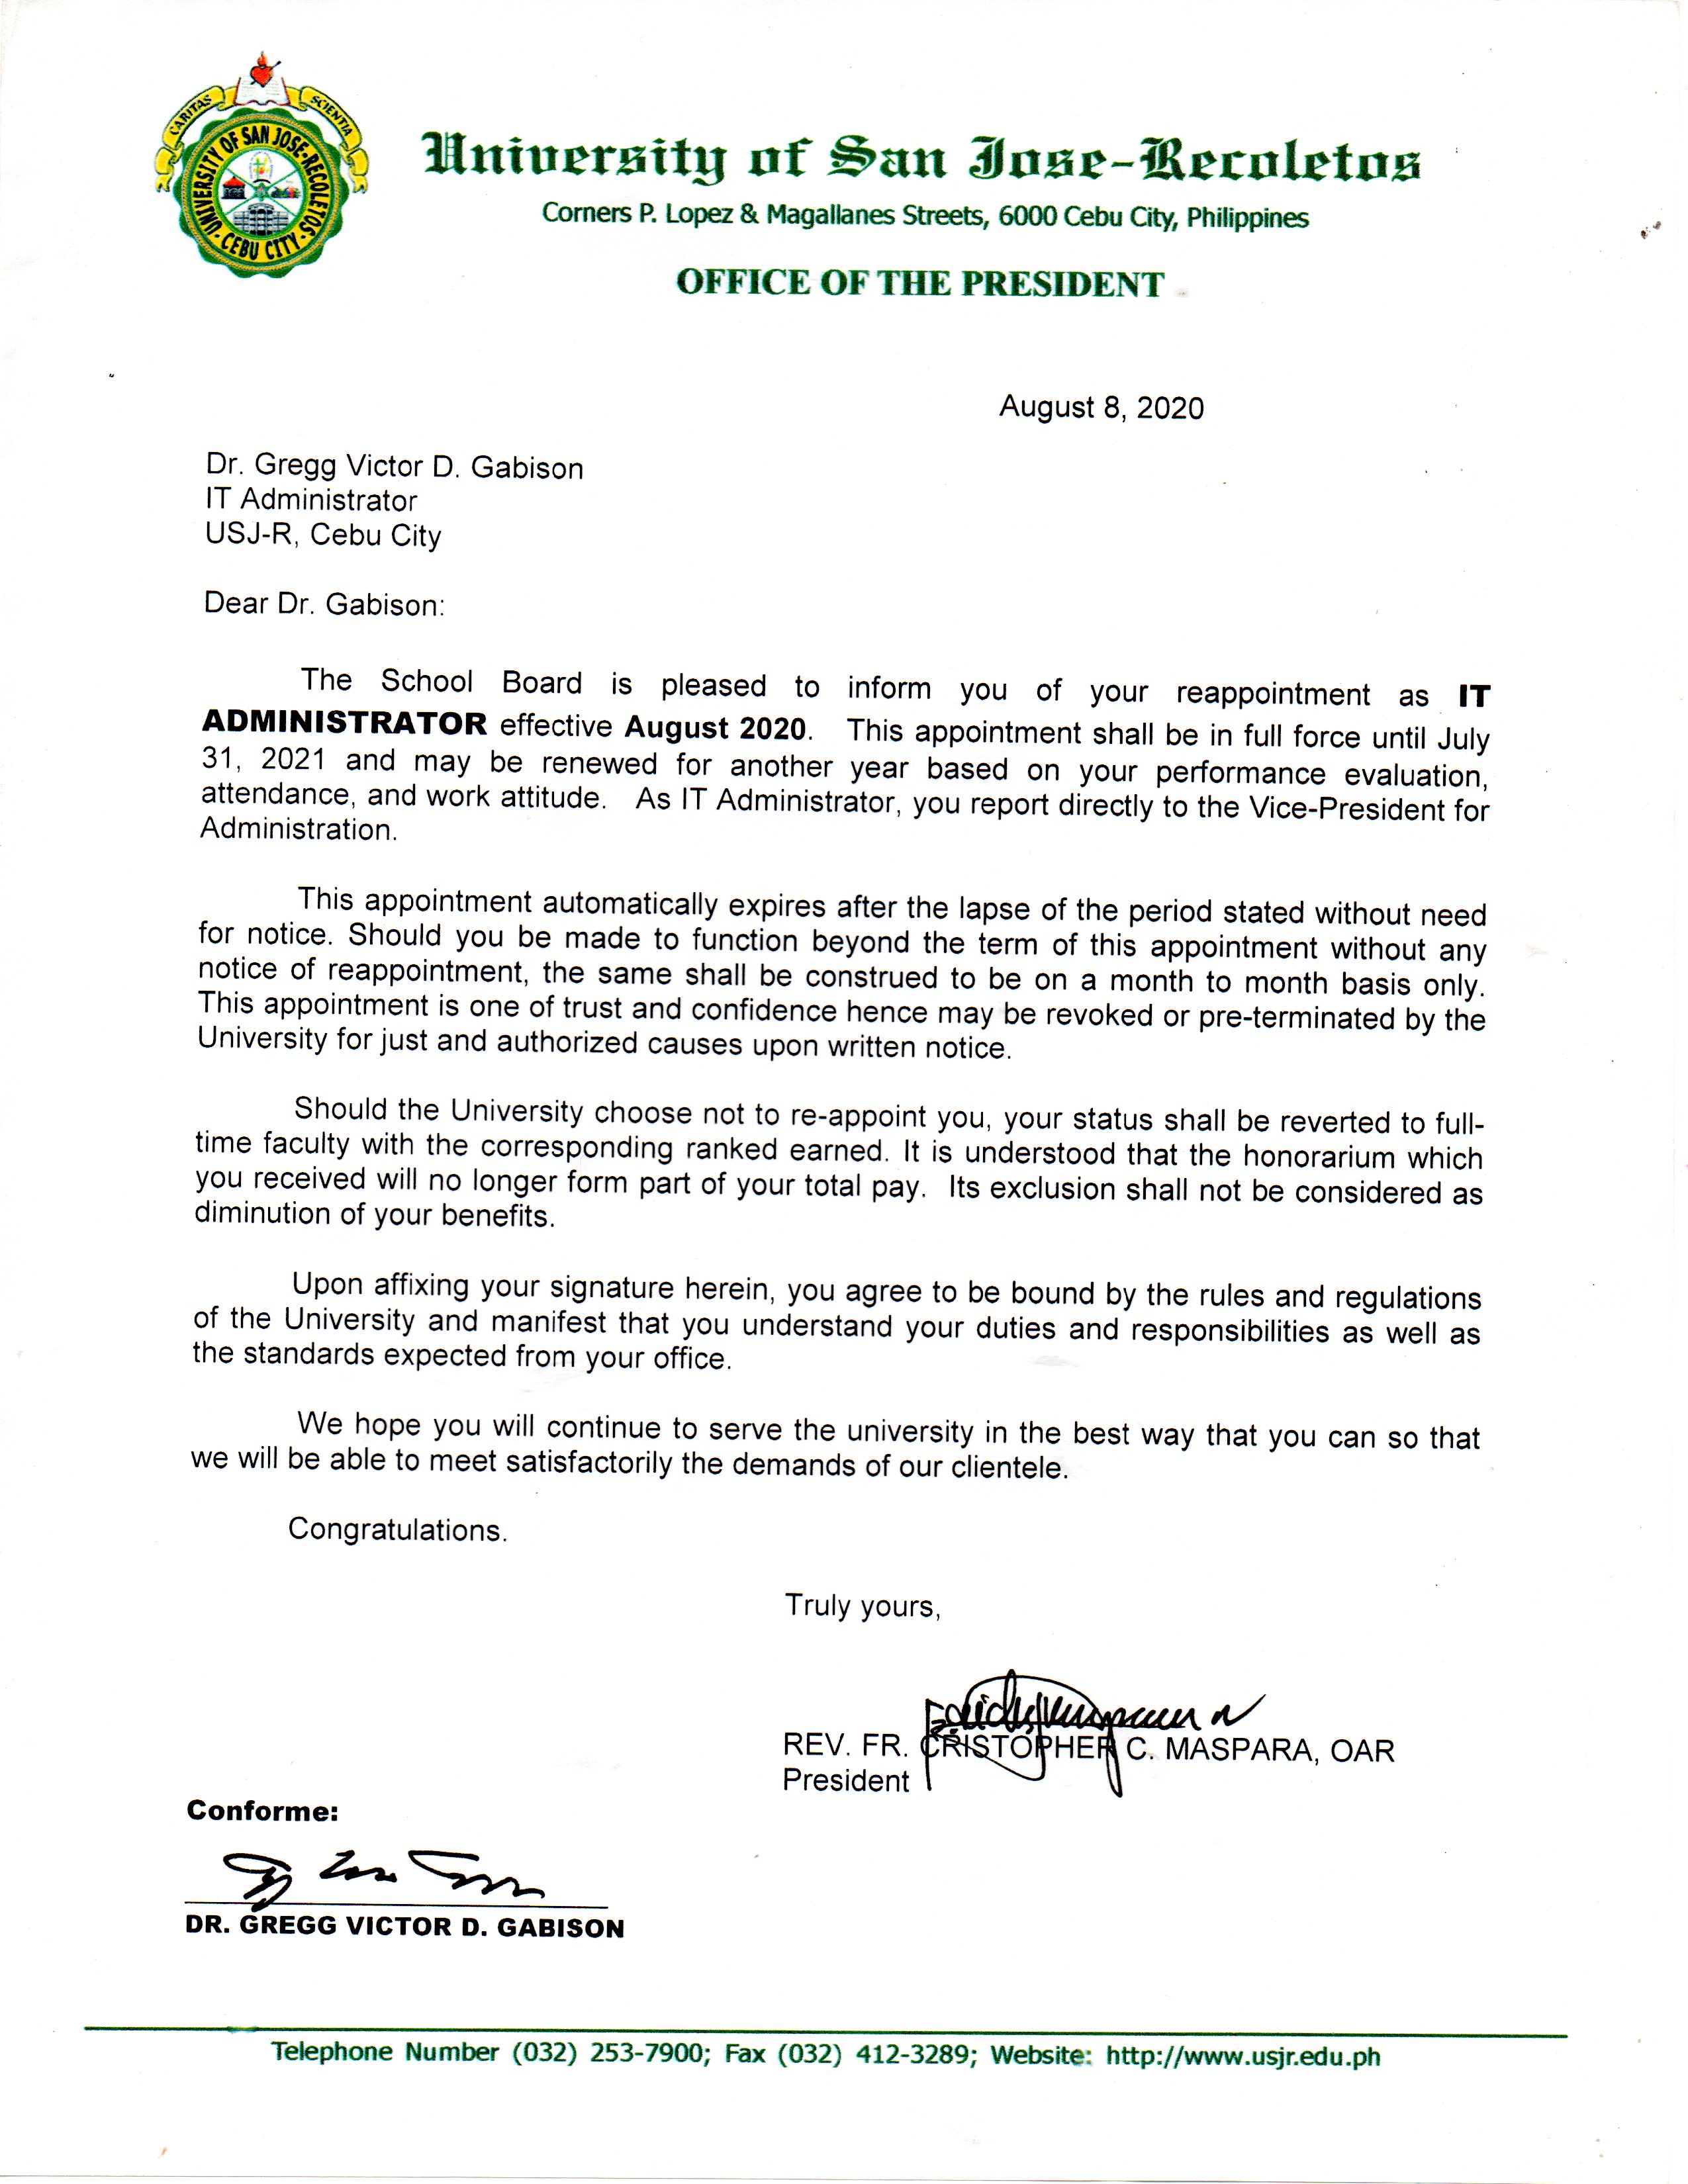 CARITAS SCIENTIA
UNIVERSITY OF SAN JOSE-RECOLETOS
CEBU CITY
University of San Jose-Recoletos
Corners P. Lopez & Magallanes Streets, 6000 Cebu City, Philippines
OFFICE OF THE PRESIDENT
August 8, 2020
Dr. Gregg Victor D. Gabison
IT Administrator
USJ-R, Cebu City
Dear Dr. Gabison:
The School Board is pleased to inform you of your reappointment as IT
ADMINISTRATOR effective August 2020. This appointment shall be in full force until July
31, 2021 and may be renewed for another year based on your performance evaluation,
attendance, and work attitude. As IT Administrator, you report directly to the Vice-President for
Administration.
This appointment automatically expires after the lapse of the period stated without need
for notice. Should you be made to function beyond the term of this appointment without any
notice of reappointment, the same shall be construed to be on a month to month basis only.
This appointment is one of trust and confidence hence may be revoked or pre-terminated by the
University for just and authorized causes upon written notice.
Should the University choose not to re-appoint you, your status shall be reverted to full-
time faculty with the corresponding ranked earned. It is understood that the honorarium which
you received will no longer form part of your total pay. Its exclusion shall not be considered as
diminution of your benefits.
Upon affixing your signature herein, you agree to be bound by the rules and regulations
of the University and manifest that you understand your duties and responsibilities as well as
the standards expected from your office.
We hope you will continue to serve the university in the best way that you can so that
we will be able to meet satisfactorily the demands of our clientele.
Congratulations.
Truly yours,
REV. FR. CRISTOPHER C. MASPARA, OAR
President
Conforme:
DR. GREGG VICTOR D. GABISON
Telephone Number (032) 253-7900; Fax (032) 412-3289; Website: http://www.usjr.edu.ph